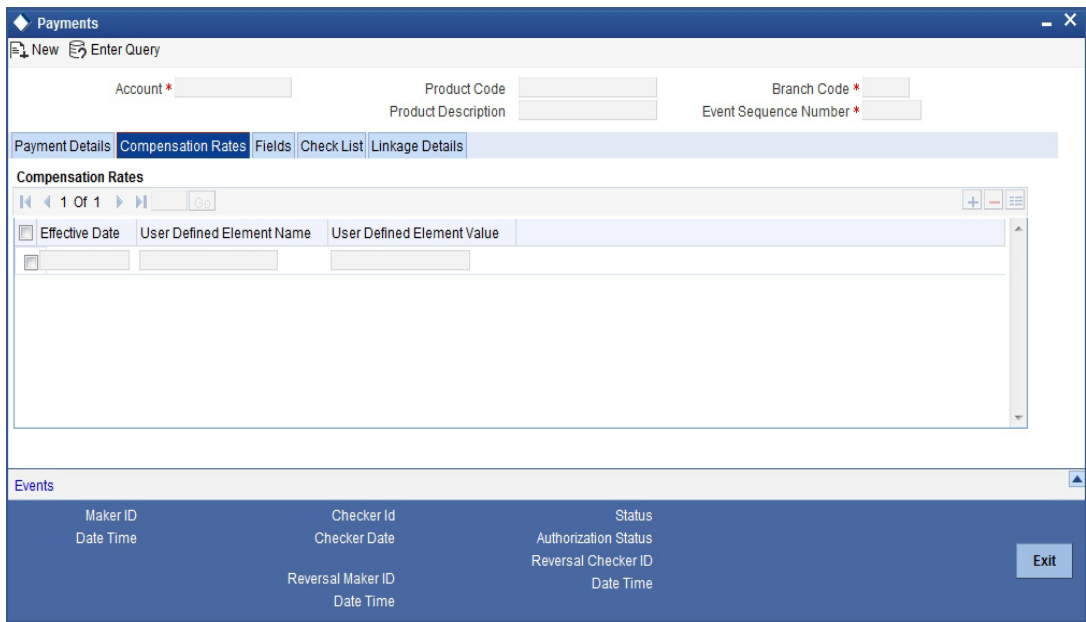 Payments
New Enter Query
Account * Product Code Branch Code *
Product Description Event Sequence Number *
Payment Details Compensation Rates Fields Check List Linkage Details
Compensation Rates
1 Of 1 Go
Effective Date User Defined Element Name User Defined Element Value
Events
Maker ID Checker Id Status
Date Time Checker Date Authorization Status
Reversal Checker ID
Exit
Reversal Maker ID Date Time
Date Time